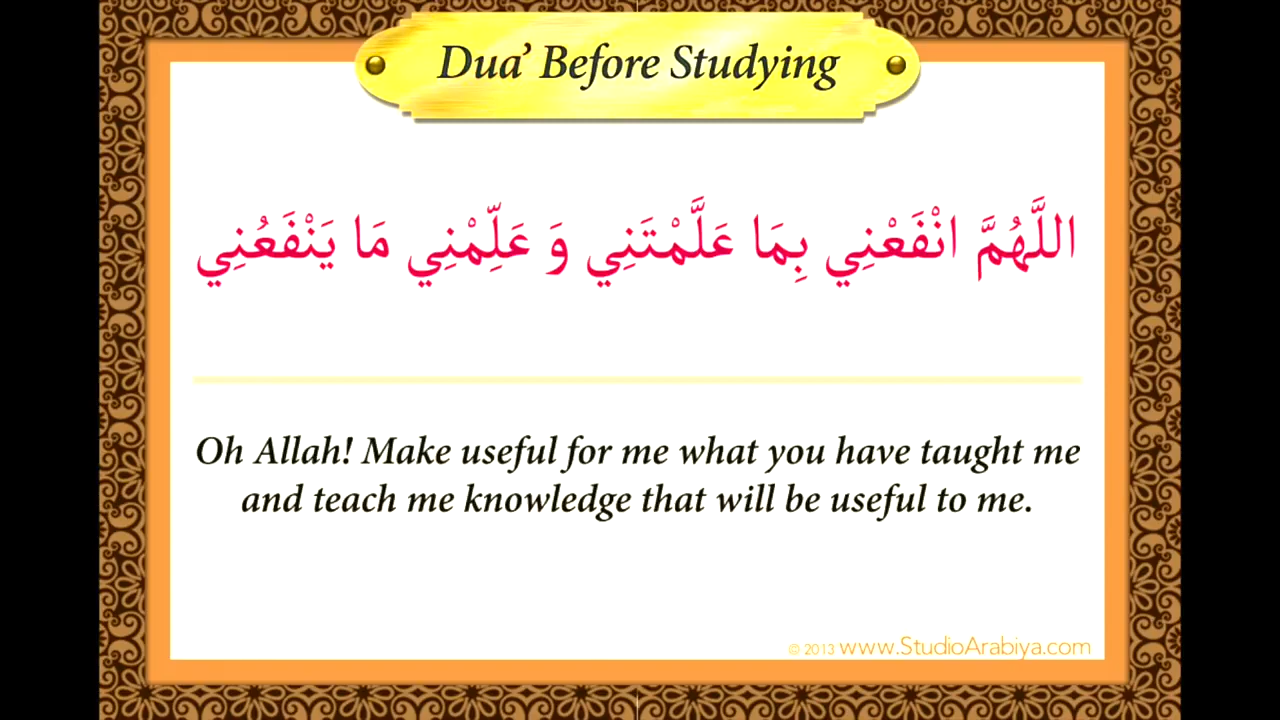 Dua’ Before Studying
اللَّهُمَّ انْفَعْنِي بِمَا عَلَّمْتَنِي وَ عَلِّمْنِي مَا يَنْفَعُنِي
Oh Allah! Make useful for me what you have taught me
and teach me knowledge that will be useful to me.
© 2013 www.StudioArabiya.com